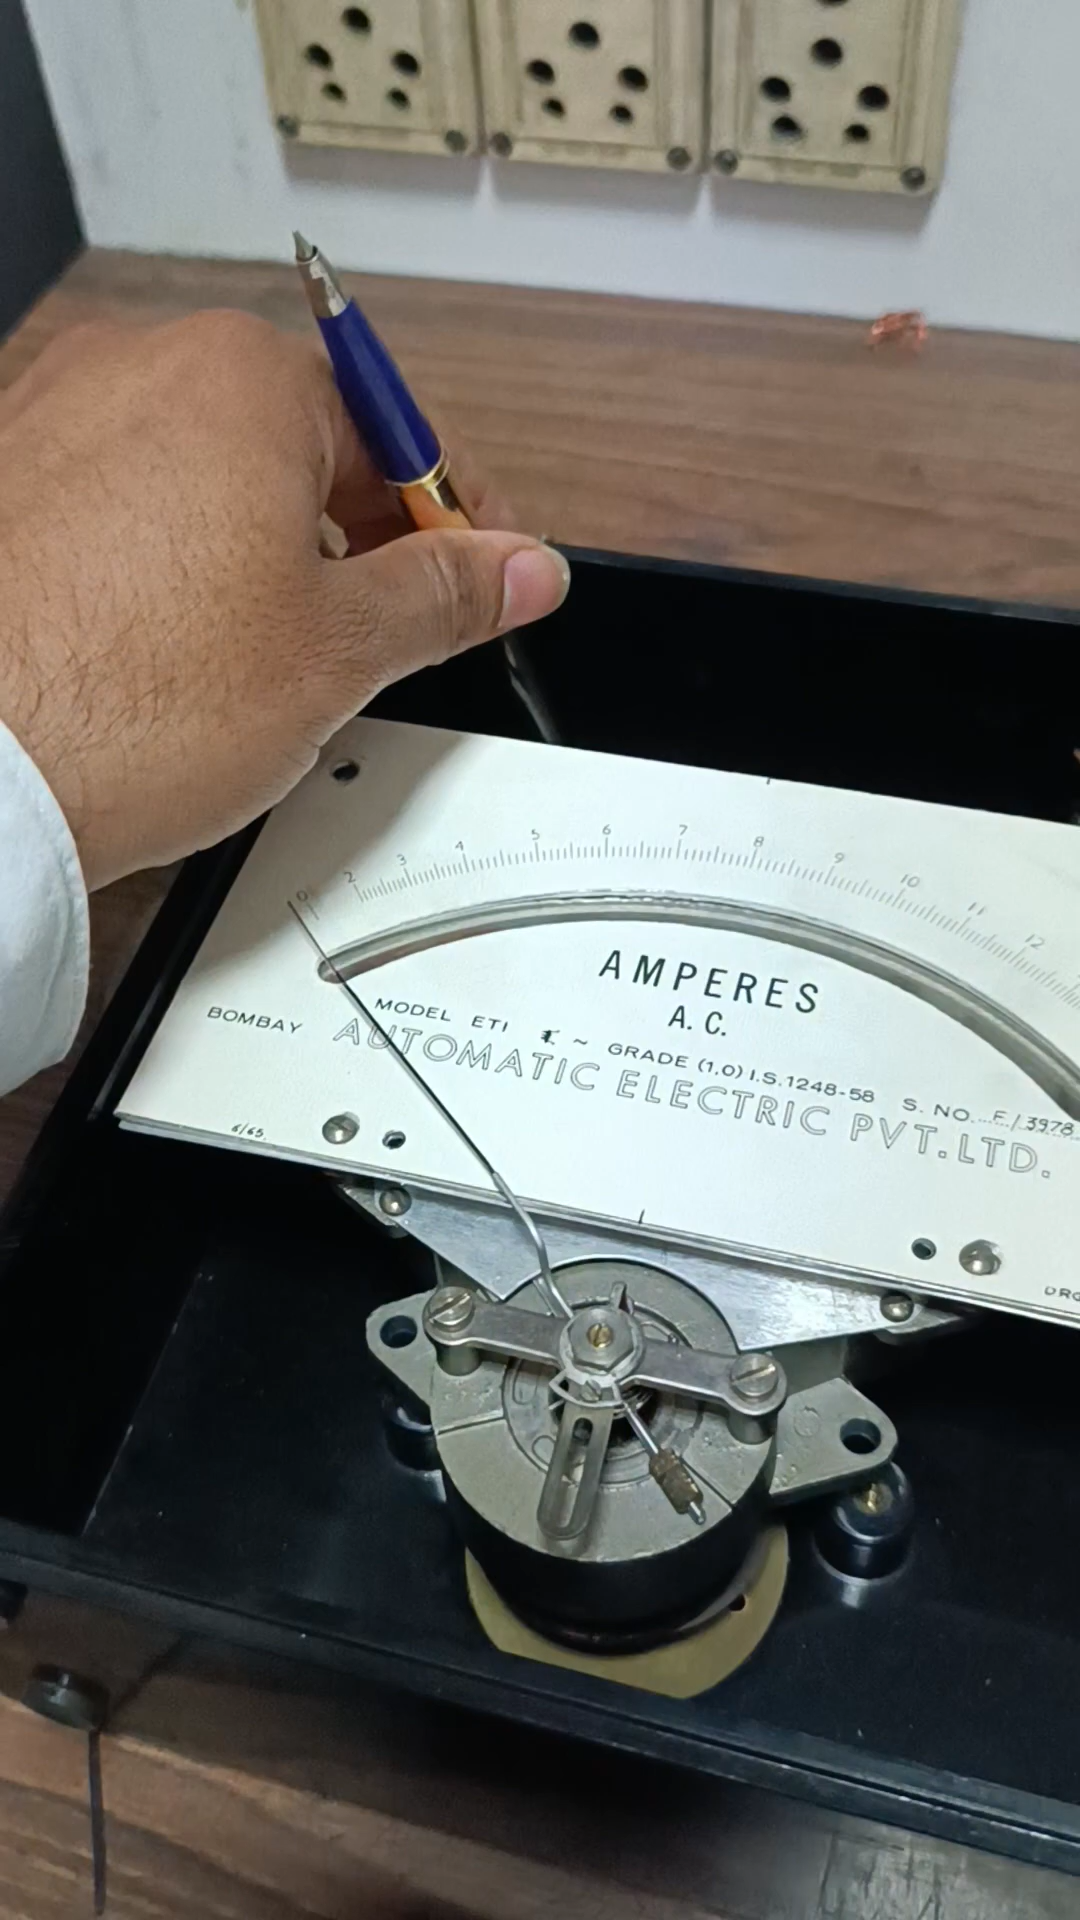 0 2 3 4 5 6 7 8 9 10 11 12
AMPERES
A.C.
MODEL ETI ~ GRADE (1.0) I.S.1248-58 S. NO. F/3978
BOMBAY AUTOMATIC ELECTRIC PVT. LTD.
6/65.
DRG